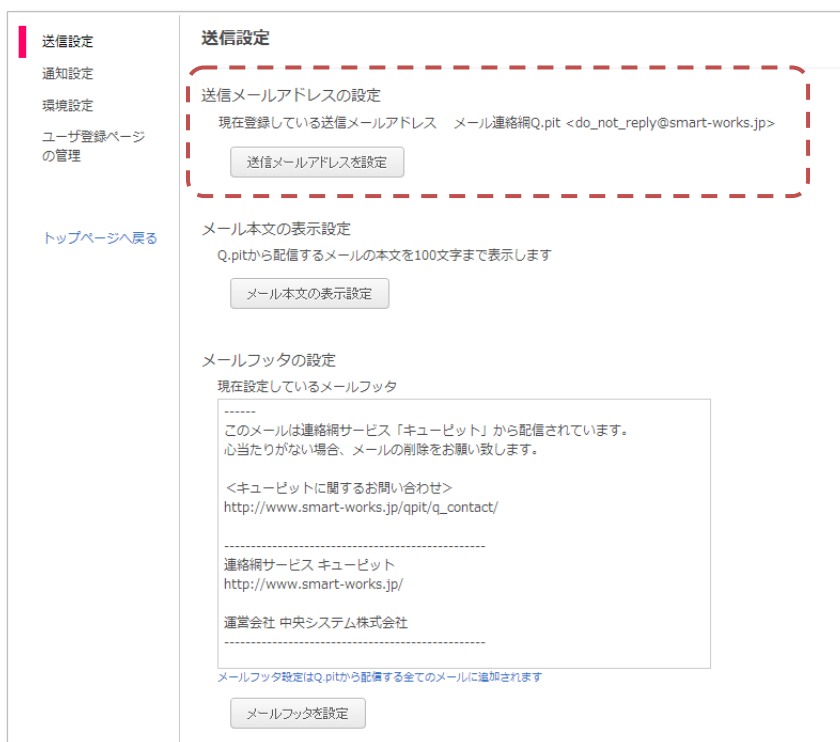 送信設定
通知設定
環境設定
ユーザ登録ページ
の管理
トップページへ戻る
送信設定
送信メールアドレスの設定
現在登録している送信メールアドレス メール連絡網Q.pit <do_not_reply@smart-works.jp>
送信メールアドレスを設定
メール本文の表示設定
Q.pitから配信するメールの本文を100文字まで表示します
メール本文の表示設定
メールフッタの設定
現在設定しているメールフッタ
------
このメールは連絡網サービス「キューピット」から配信されています。
心当たりがない場合、メールの削除をお願い致します。
＜キューピットに関するお問い合わせ＞
http://www.smart-works.jp/qpit/q_contact/
------------------------------------------------
連絡網サービス キューピット
http://www.smart-works.jp/
運営会社 中央システム株式会社
------------------------------------------------
メールフッタ設定はQ.pitから配信する全てのメールに追加されます
メールフッタを設定